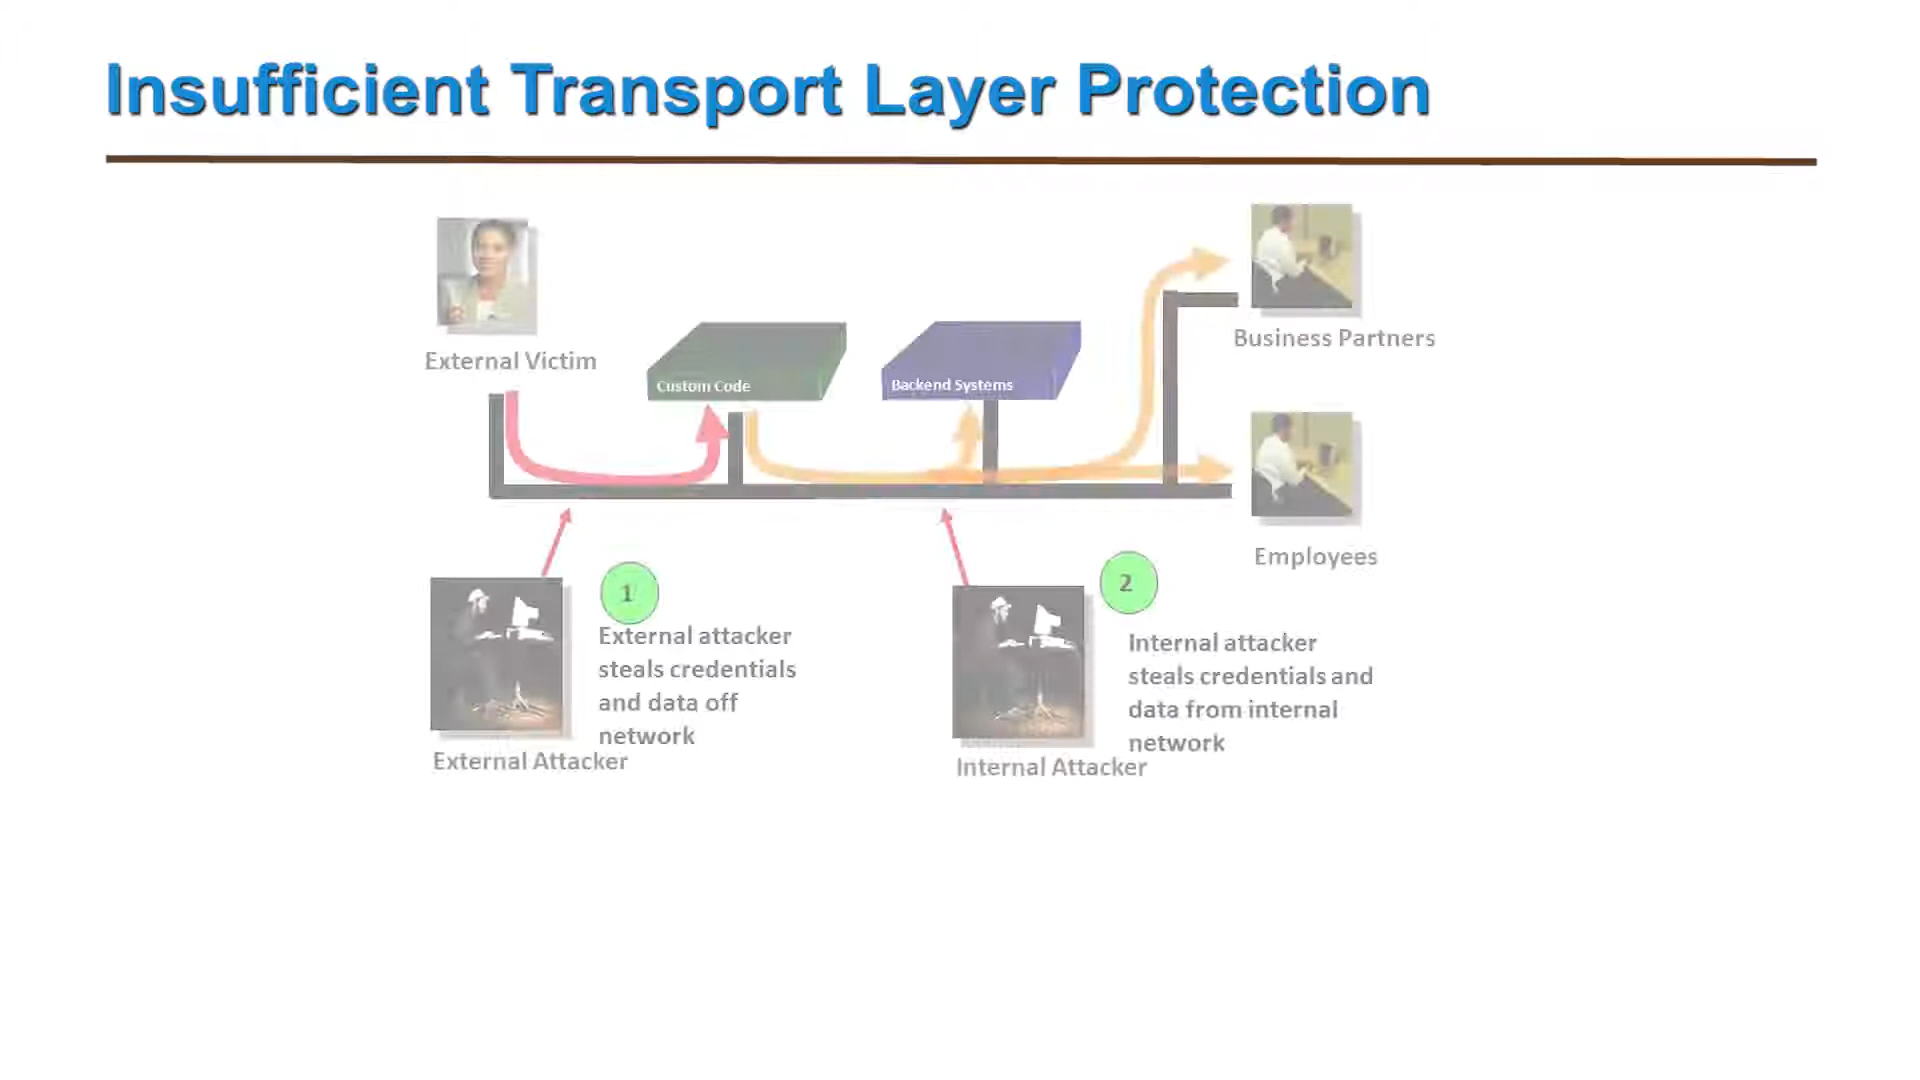 Insufficient Transport Layer Protection
External Victim
Custom Code
Backend Systems
Business Partners
Employees
1
External attacker
steals credentials
and data off
network
External Attacker
2
Internal attacker
steals credentials and
data from internal
network
Internal Attacker